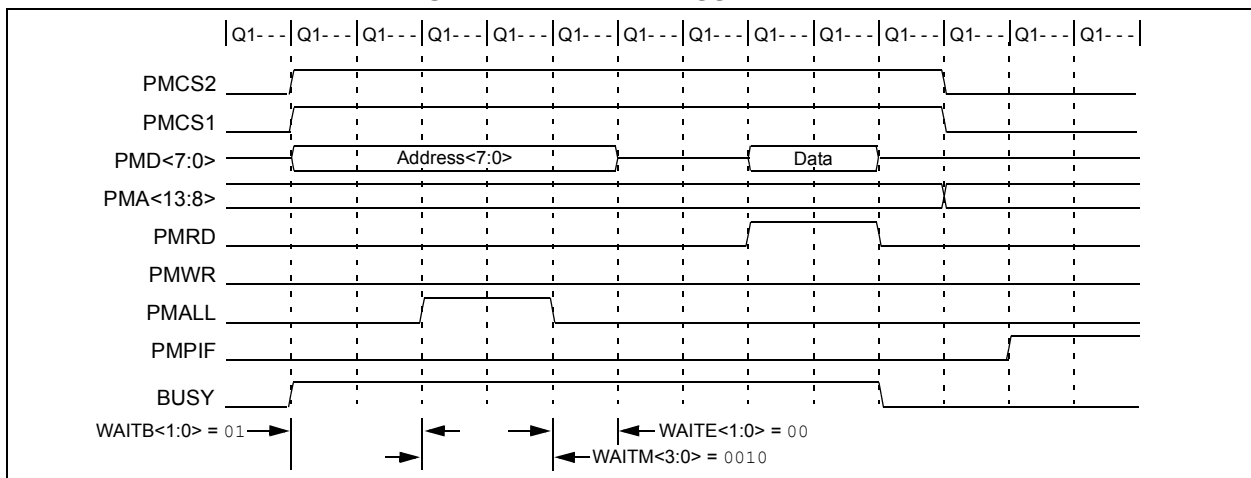 Q1- - - Q1- - - Q1- - - Q1- - - Q1- - - Q1- - - Q1- - - Q1- - - Q1- - - Q1- - - Q1- - - Q1- - - Q1- - - Q1- - -
PMCS2
PMCS1
PMD<7:0> Address<7:0> Data
PMA<13:8>
PMRD
PMWR
PMALL
PMPIF
BUSY
WAITB<1:0> = 01 WAITE<1:0> = 00
WAITM<3:0> = 0010